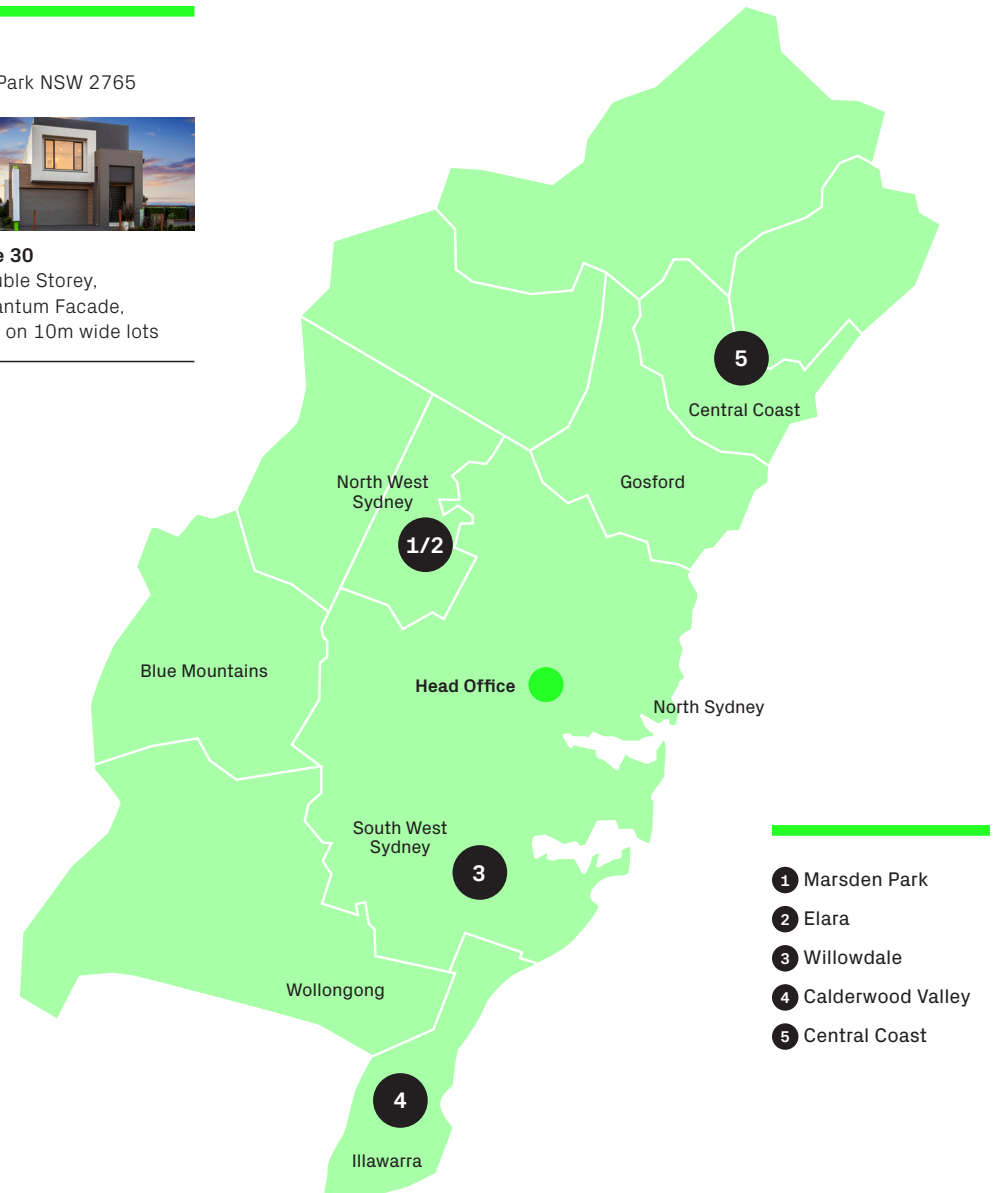 Park NSW 2765
e 30
uble Storey,
antum Facade,
on 10m wide lots
5
Central Coast
North West
Sydney
Gosford
1/2
Blue Mountains
Head Office
North Sydney
South West
Sydney
3
Wollongong
4
Illawarra
1 Marsden Park
2 Elara
3 Willowdale
4 Calderwood Valley
5 Central Coast